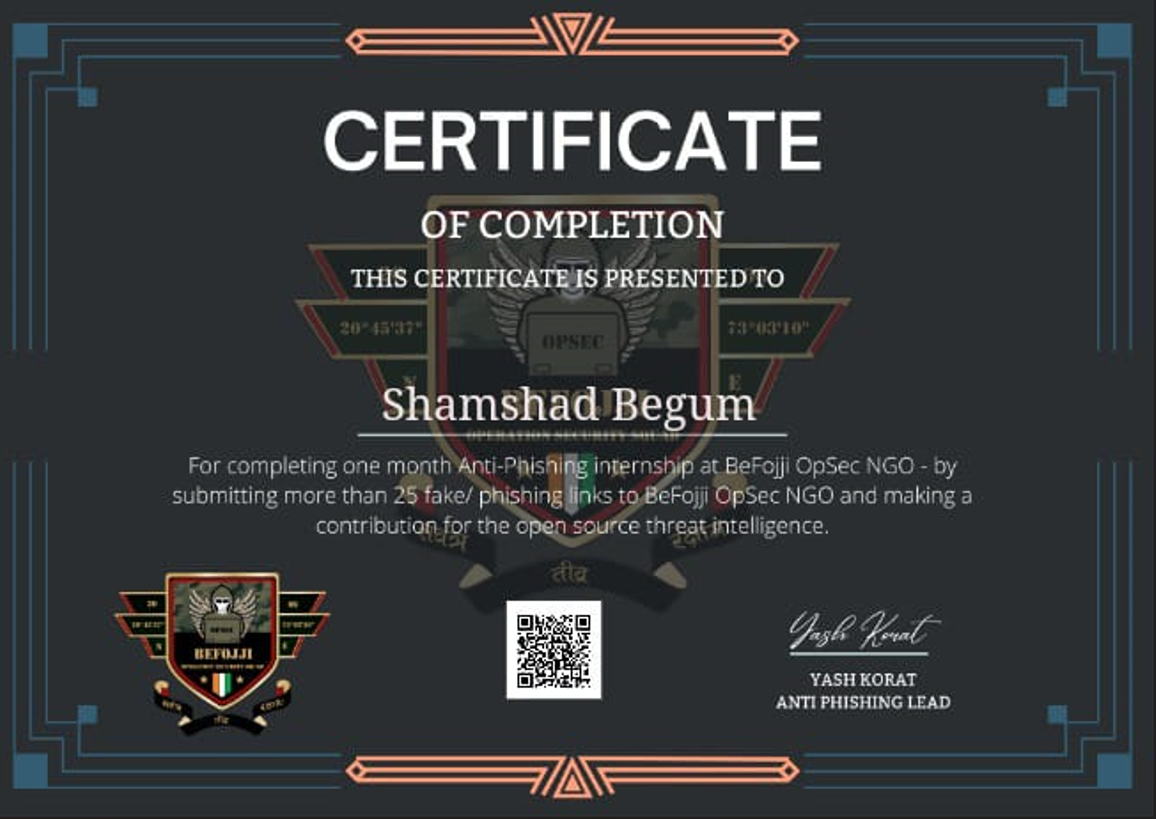 CERTIFICATE
OF COMPLETION
THIS CERTIFICATE IS PRESENTED TO
20°45'37" 73°03'10"
OPSEC
N E
Shamshad Begum
OPERATION SECURITY SQUAD
For completing one month Anti-Phishing internship at BeFojji OpSec NGO - by
submitting more than 25 fake/ phishing links to BeFojji OpSec NGO and making a
contribution for the open source threat intelligence.
तीव्र
BEFOJJI
Yash Korat
YASH KORAT
ANTI PHISHING LEAD